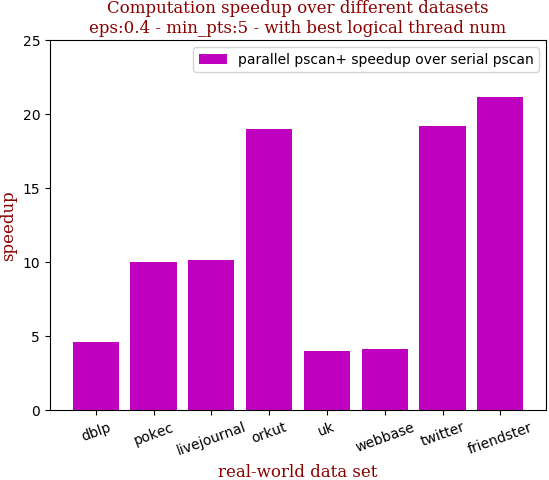 Computation speedup over different datasets
eps:0.4 - min_pts:5 - with best logical thread num
25
parallel pscan+ speedup over serial pscan
20
15
speedup
10
5
0
dblp
pokec
livejournal
orkut
uk
webbase
twitter
friendster
real-world data set